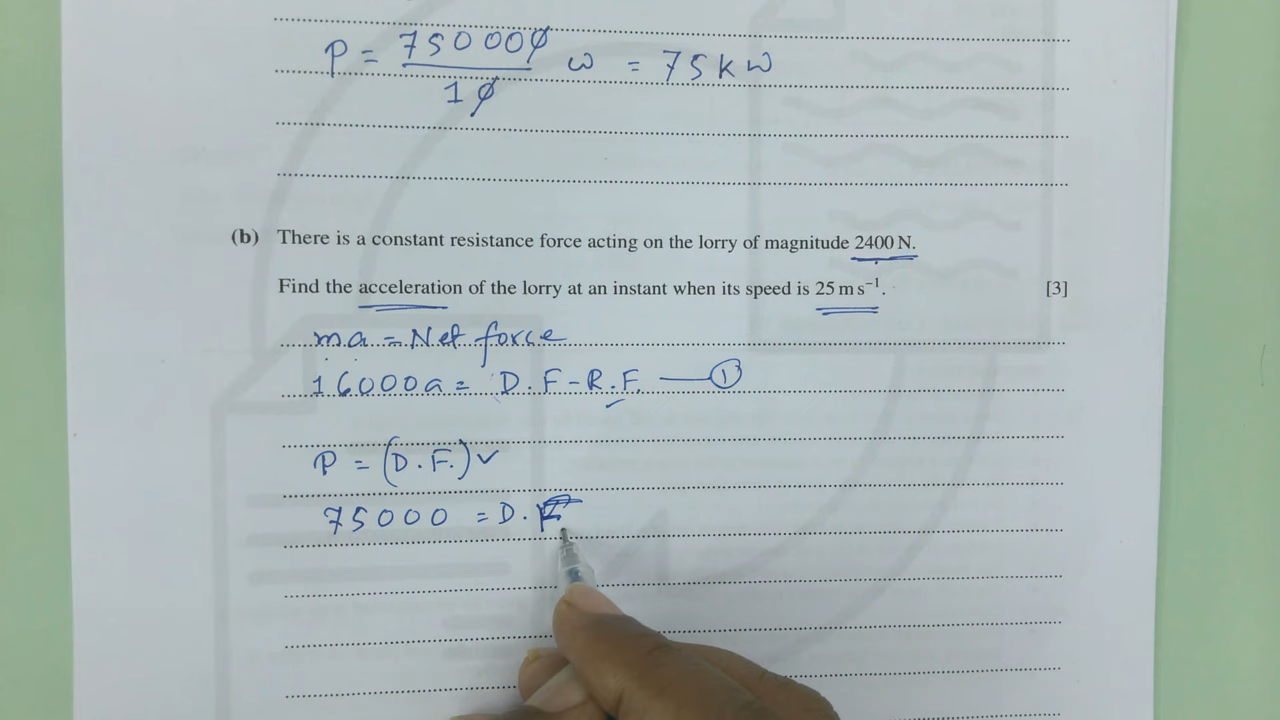 P = 750000/10 w = 75 k w
(b) There is a constant resistance force acting on the lorry of magnitude 2400 N.
Find the acceleration of the lorry at an instant when its speed is 25 m s⁻¹. [3]
ma = Net force
16000a = D.F - R.F. —— ①
P = (D.F.) v
75000 = D.F